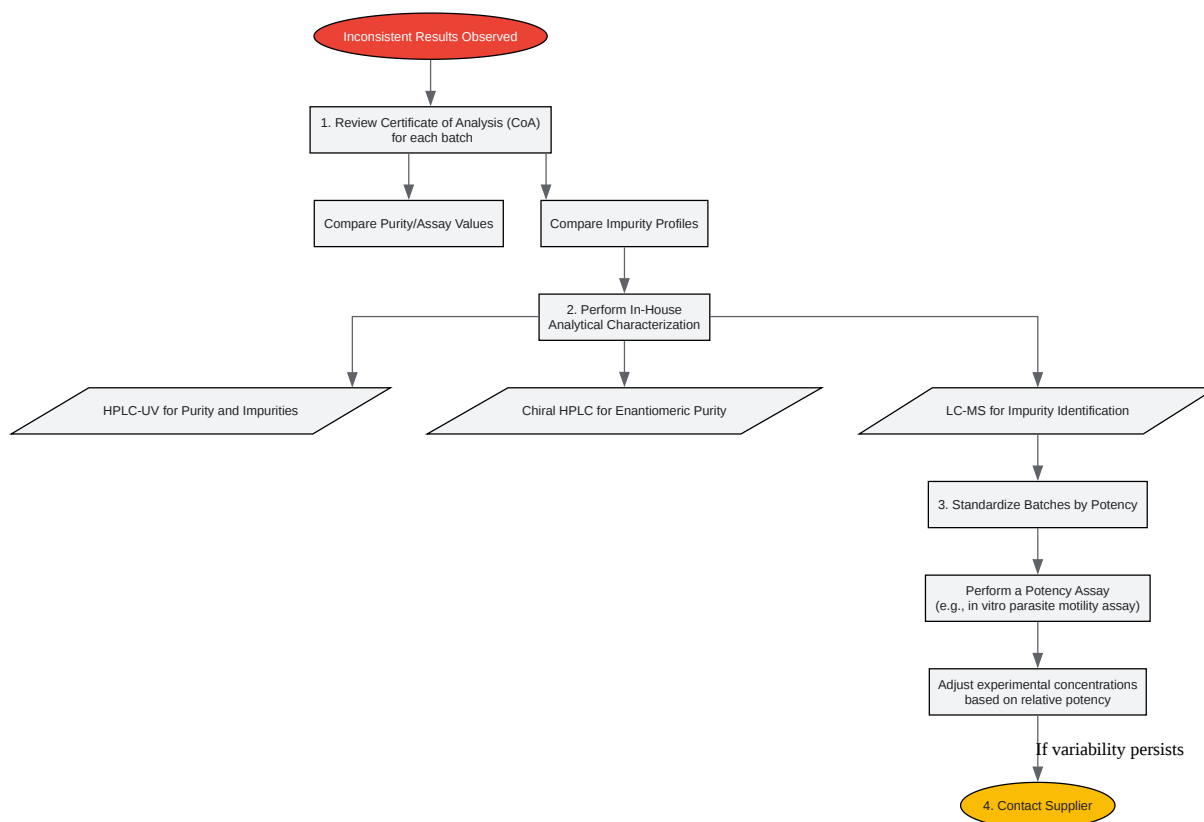 Inconsistent Results Observed
1. Review Certificate of Analysis (CoA)
for each batch
Compare Purity/Assay Values
Compare Impurity Profiles
2. Perform In-House
Analytical Characterization
HPLC-UV for Purity and Impurities
Chiral HPLC for Enantiomeric Purity
LC-MS for Impurity Identification
3. Standardize Batches by Potency
Perform a Potency Assay
(e.g., in vitro parasite motility assay)
Adjust experimental concentrations
based on relative potency
If variability persists
4. Contact Supplier